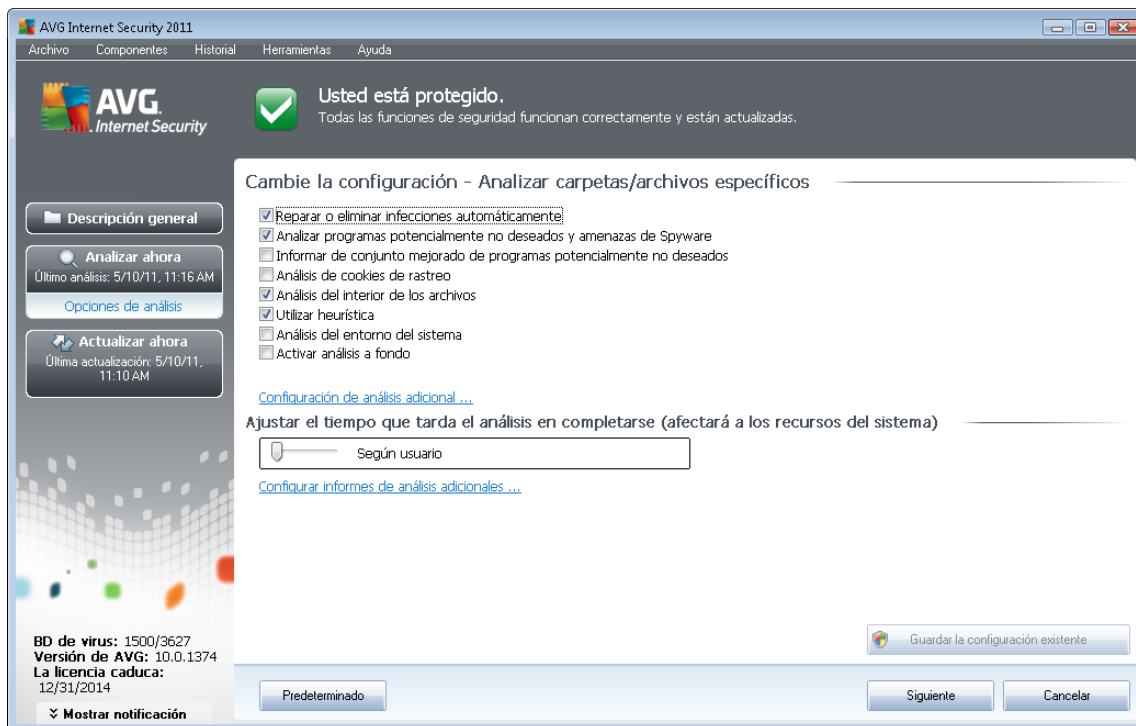 AVG Internet Security 2011
Archivo Componentes Historial Herramientas Ayuda
AVG.
Internet Security
Usted está protegido.
Todas las funciones de seguridad funcionan correctamente y están actualizadas.
Descripción general
Analizar ahora
Último análisis: 5/10/11, 11:16 AM
Opciones de análisis
Actualizar ahora
Última actualización: 5/10/11,
11:10 AM
BD de virus: 1500/3627
Versión de AVG: 10.0.1374
La licencia caduca:
12/31/2014
Mostrar notificación
Cambie la configuración - Analizar carpetas/archivos específicos
Reparar o eliminar infecciones automáticamente
Analizar programas potencialmente no deseados y amenazas de Spyware
Informar de conjunto mejorado de programas potencialmente no deseados
Análisis de cookies de rastreo
Análisis del interior de los archivos
Utilizar heurística
Análisis del entorno del sistema
Activar análisis a fondo
Configuración de análisis adicional ...
Ajustar el tiempo que tarda el análisis en completarse (afectará a los recursos del sistema)
Según usuario
Configurar informes de análisis adicionales ...
Guardar la configuración existente
Predeterminado
Siguiente
Cancelar